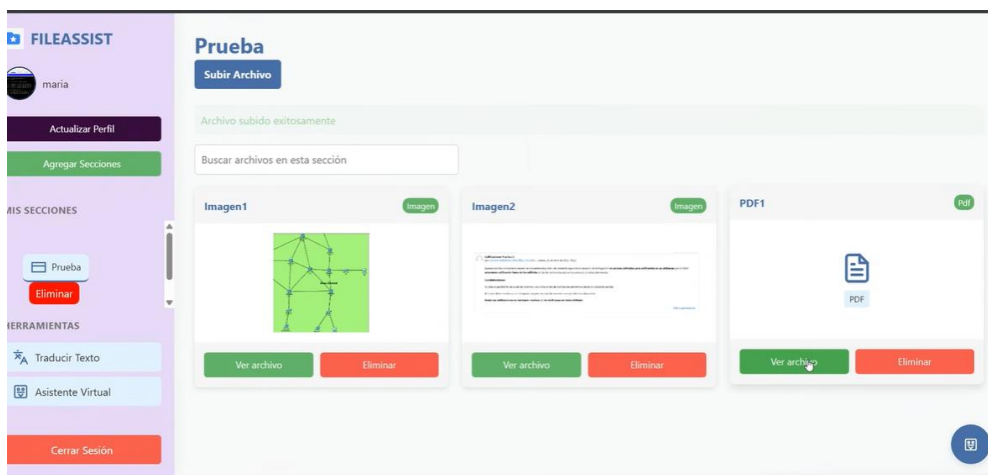 FILEASSIST
maria
Actualizar Perfil
Agregar Secciones
MIS SECCIONES
Prueba
Eliminar
HERRAMIENTAS
Traducir Texto
Asistente Virtual
Cerrar Sesión
Prueba
Subir Archivo
Archivo subido exitosamente
Buscar archivos en esta sección
Imagen1
Imagen
Ver archivo
Eliminar
Imagen2
Imagen
Ver archivo
Eliminar
PDF1
Pdf
PDF
Ver archivo
Eliminar